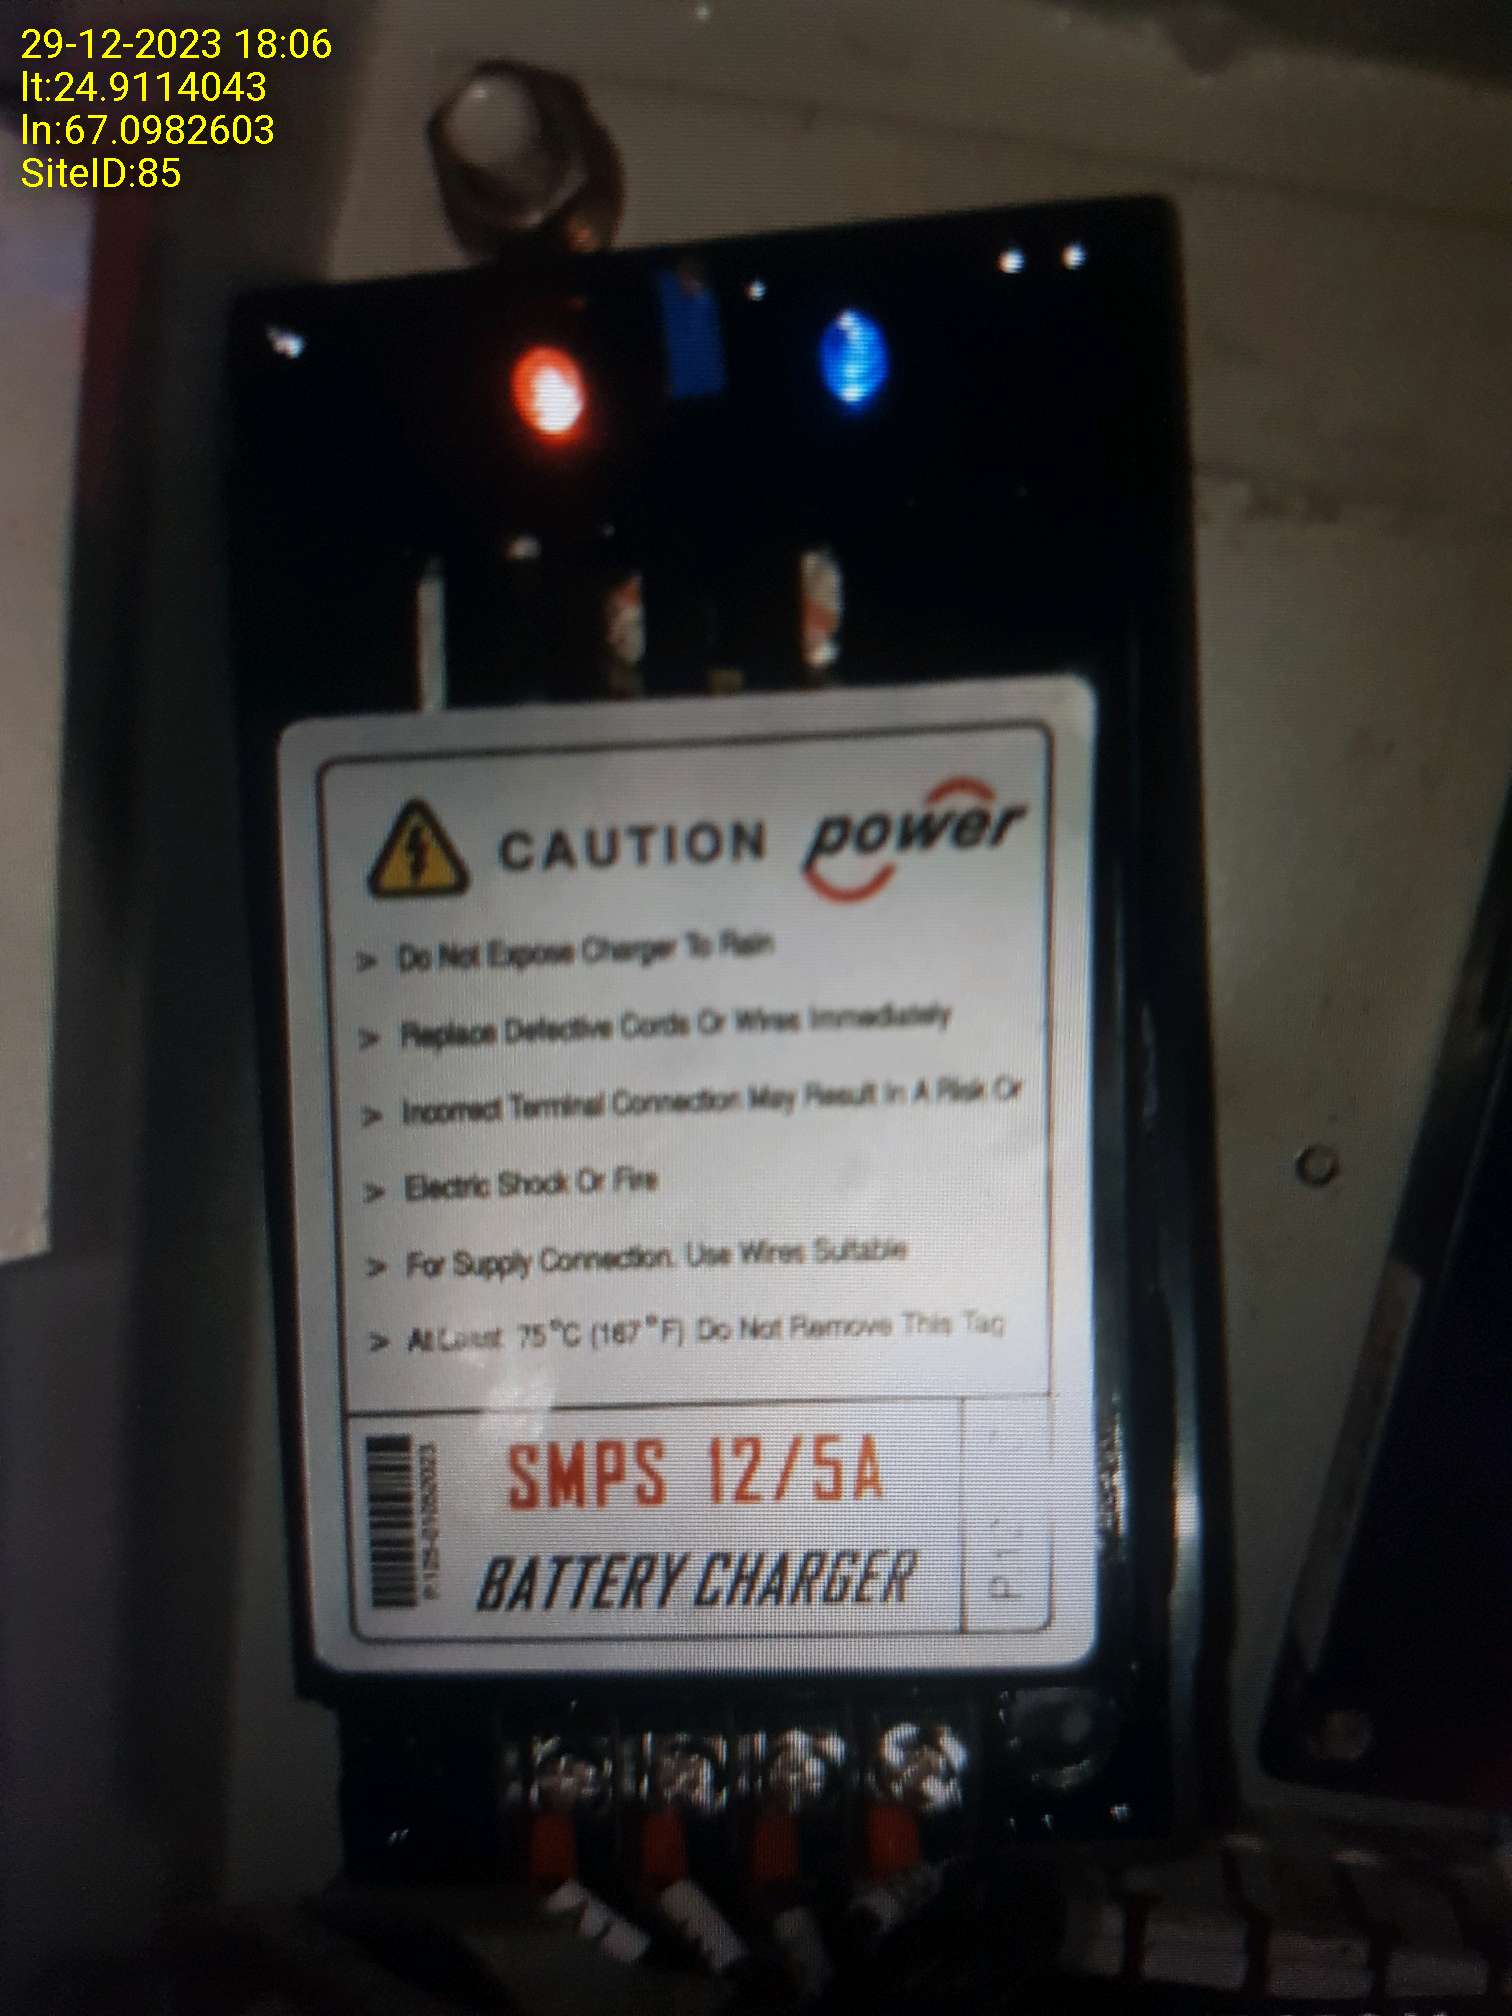 29-12-2023 18:06
lt:24.9114043
ln:67.0982603
SiteID:85
CAUTION power
> Do Not Expose Charger To Rain
> Replace Defective Cords Or Wires Immediately
> Incorrect Terminal Connection May Result In A Risk Or
> Electric Shock Or Fire
> For Supply Connection. Use Wires Suitable
> At Least 75°C (167°F) Do Not Remove This Tag
SMPS 12/5A
BATTERY CHARGER